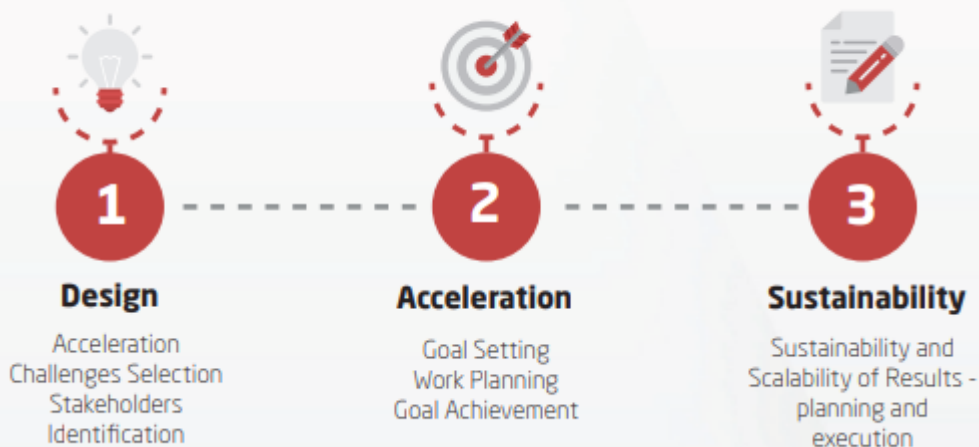 1
Design
Acceleration
Challenges Selection
Stakeholders
Identification
2
Acceleration
Goal Setting
Work Planning
Goal Achievement
3
Sustainability
Sustainability and
Scalability of Results -
planning and
execution